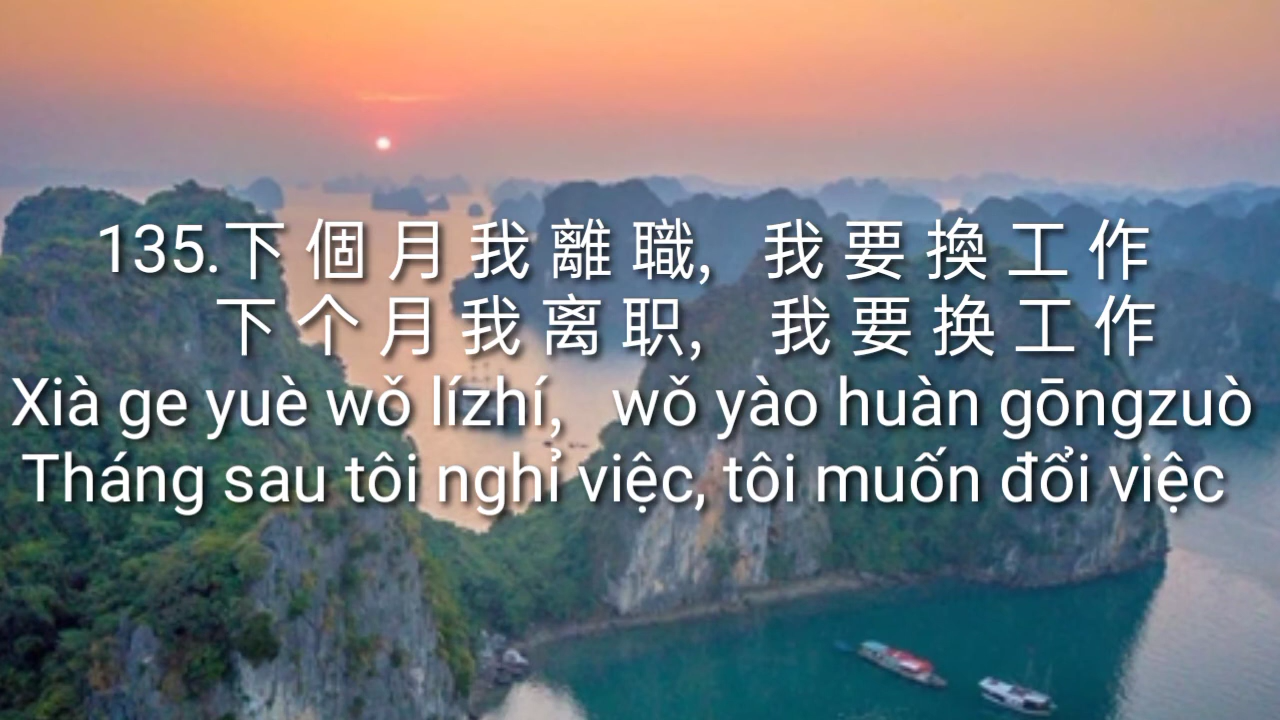 135.下 個 月 我 離 職, 我 要 換 工 作
下 个 月 我 离 职, 我 要 换 工 作
Xià ge yuè wǒ lízhí, wǒ yào huàn gōngzuò
Tháng sau tôi nghỉ việc, tôi muốn đổi việc